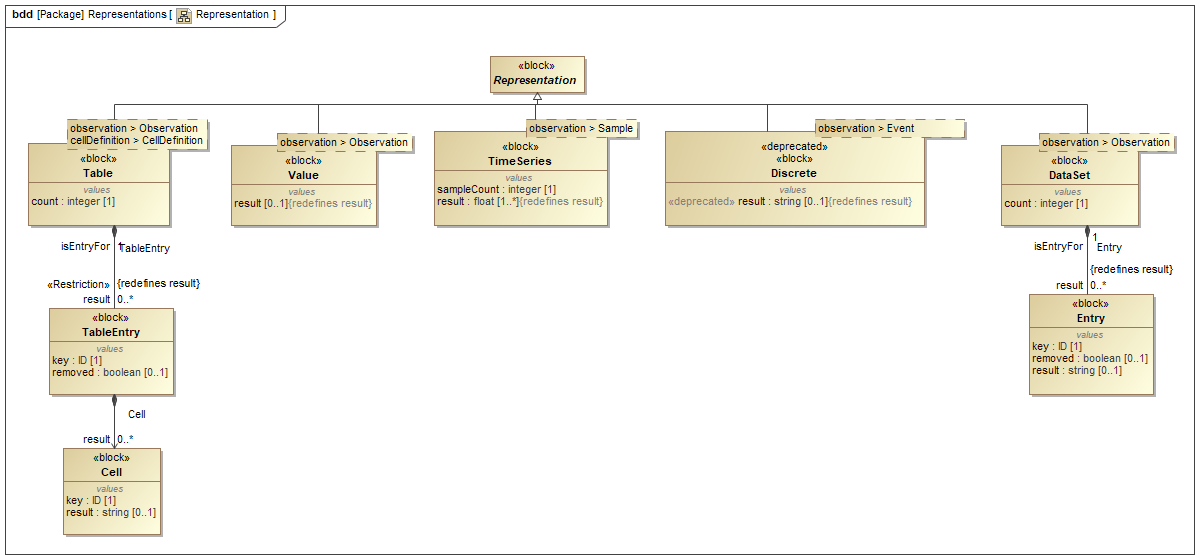 bdd [Package] Representations [ Representation ]
«block»
Representation
observation > Observation
cellDefinition > CellDefinition
«block»
Table
values
count : integer [1]
observation > Observation
«block»
Value
values
result [0..1]{redefines result}
observation > Sample
«block»
TimeSeries
values
sampleCount : integer [1]
result : float [1..*]{redefines result}
observation > Event
«deprecated»
«block»
Discrete
values
«deprecated» result : string [0..1]{redefines result}
observation > Observation
«block»
DataSet
values
count : integer [1]
isEntryFor 1
TableEntry
«Restriction» {redefines result}
result 0..*
«block»
TableEntry
values
key : ID [1]
removed : boolean [0..1]
Cell
result 0..*
«block»
Cell
values
key : ID [1]
result : string [0..1]
isEntryFor 1
Entry
{redefines result}
result 0..*
«block»
Entry
values
key : ID [1]
removed : boolean [0..1]
result : string [0..1]